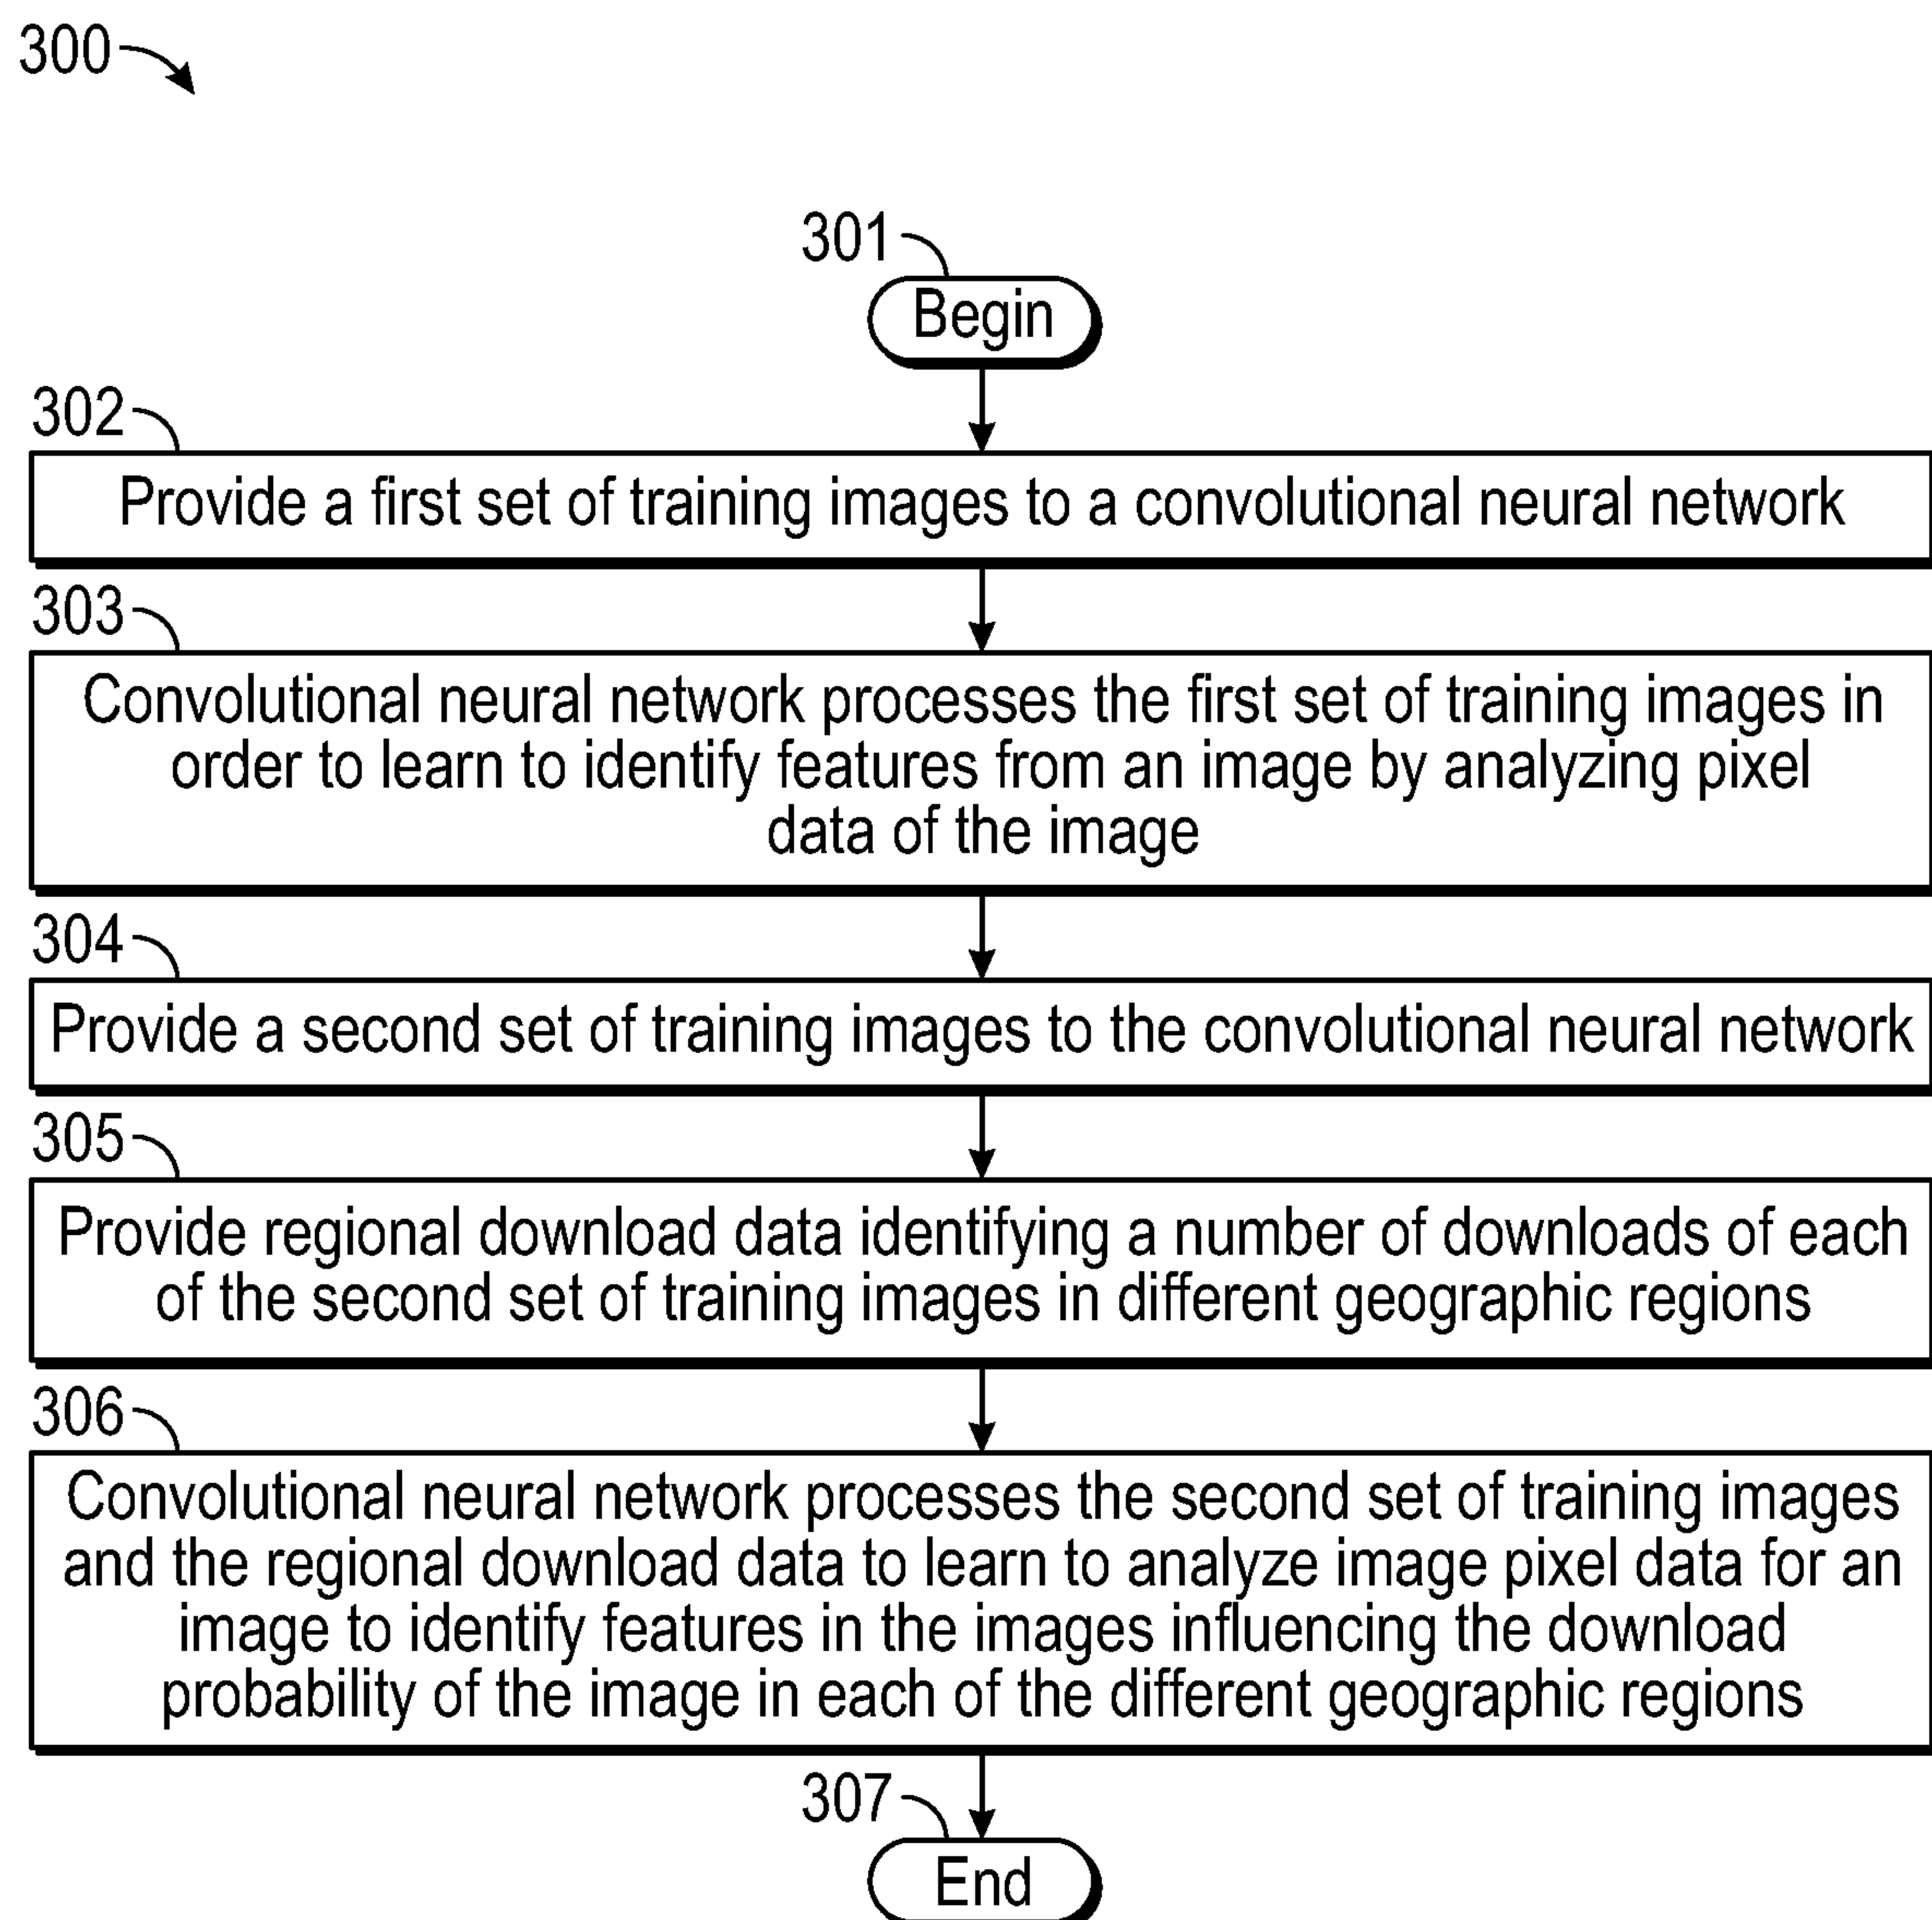 300
301
Begin
302
Provide a first set of training images to a convolutional neural network
303
Convolutional neural network processes the first set of training images in
order to learn to identify features from an image by analyzing pixel
data of the image
304
Provide a second set of training images to the convolutional neural network
305
Provide regional download data identifying a number of downloads of each
of the second set of training images in different geographic regions
306
Convolutional neural network processes the second set of training images
and the regional download data to learn to analyze image pixel data for an
image to identify features in the images influencing the download
probability of the image in each of the different geographic regions
307
End